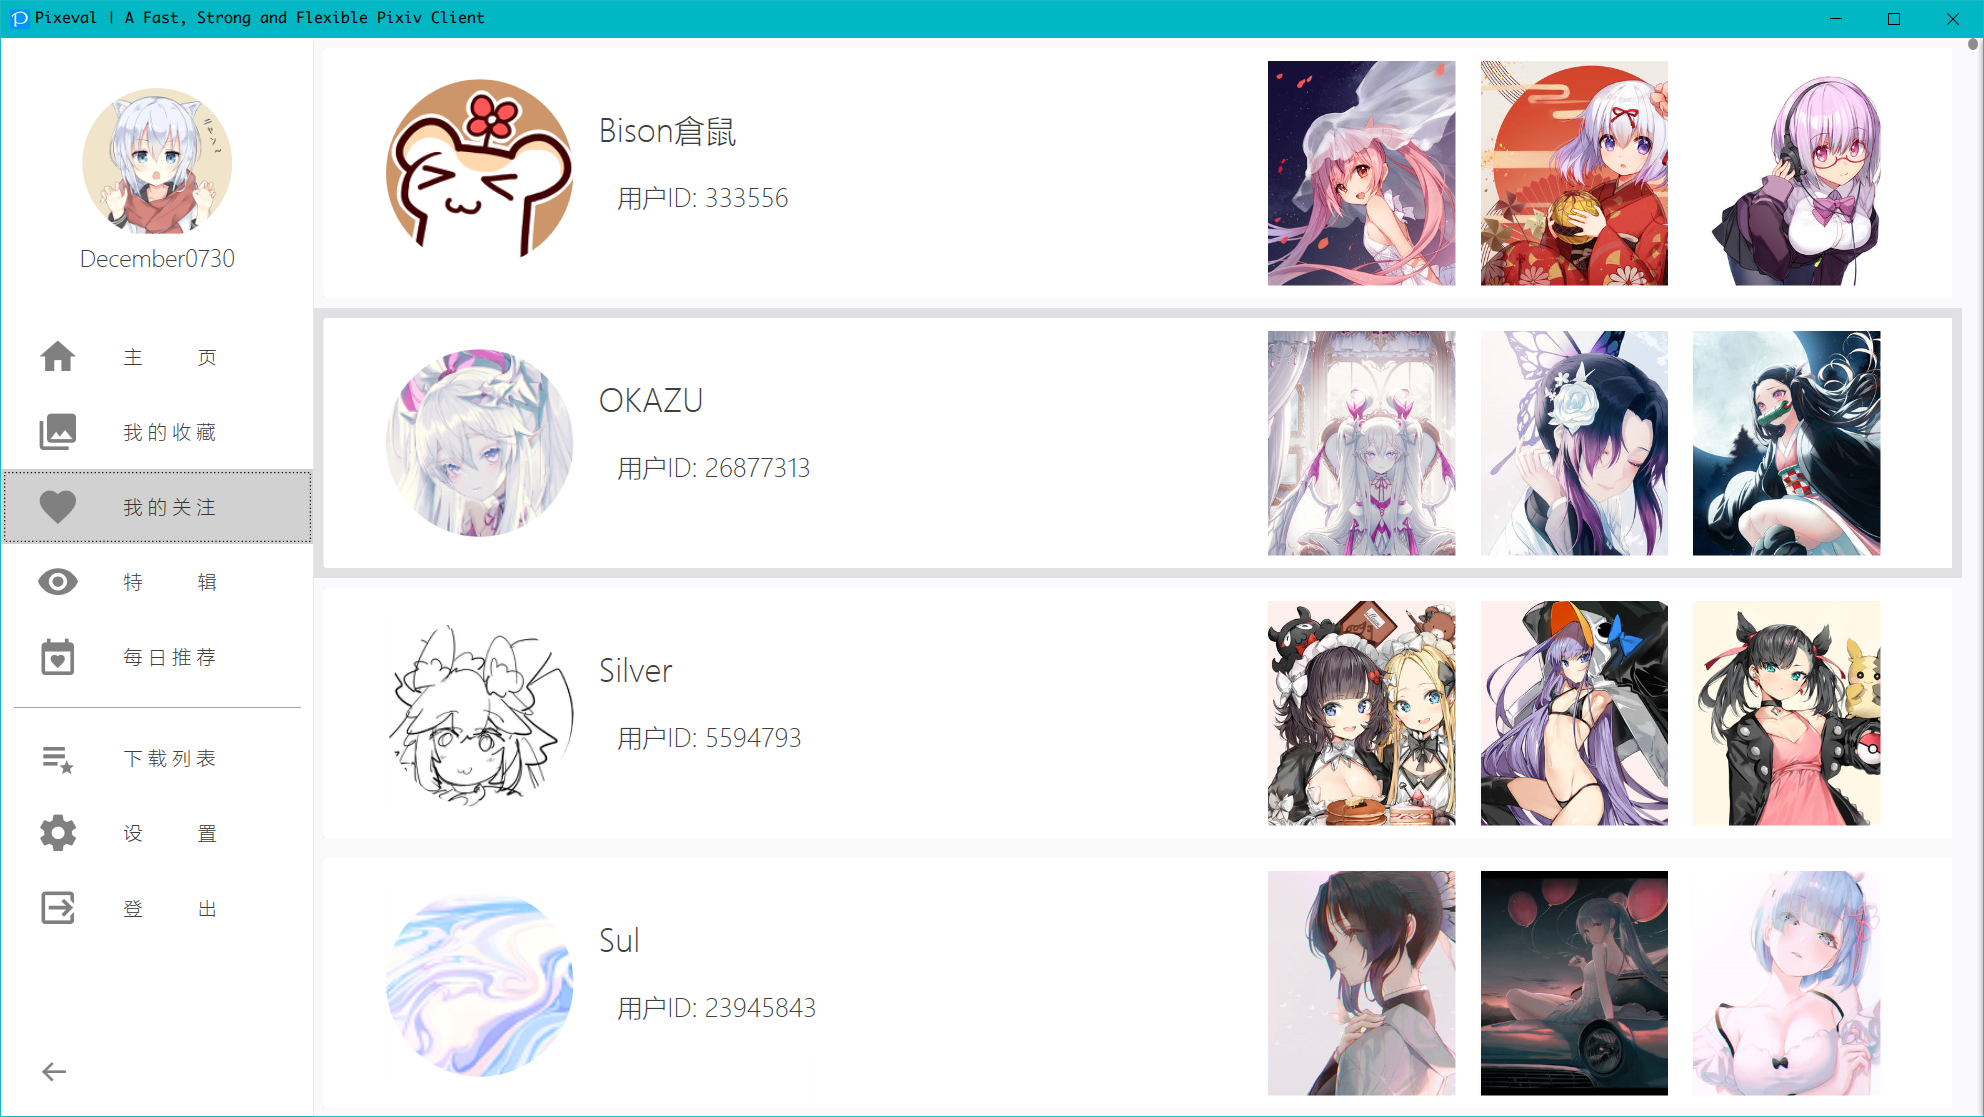 Pixeval | A Fast, Strong and Flexible Pixiv Client
ニャン~
December0730
主 页
我的收藏
我的关注
特 辑
每日推荐
下载列表
设 置
登 出
Bison倉鼠
用户ID: 333556
OKAZU
用户ID: 26877313
Silver
用户ID: 5594793
Sul
用户ID: 23945843